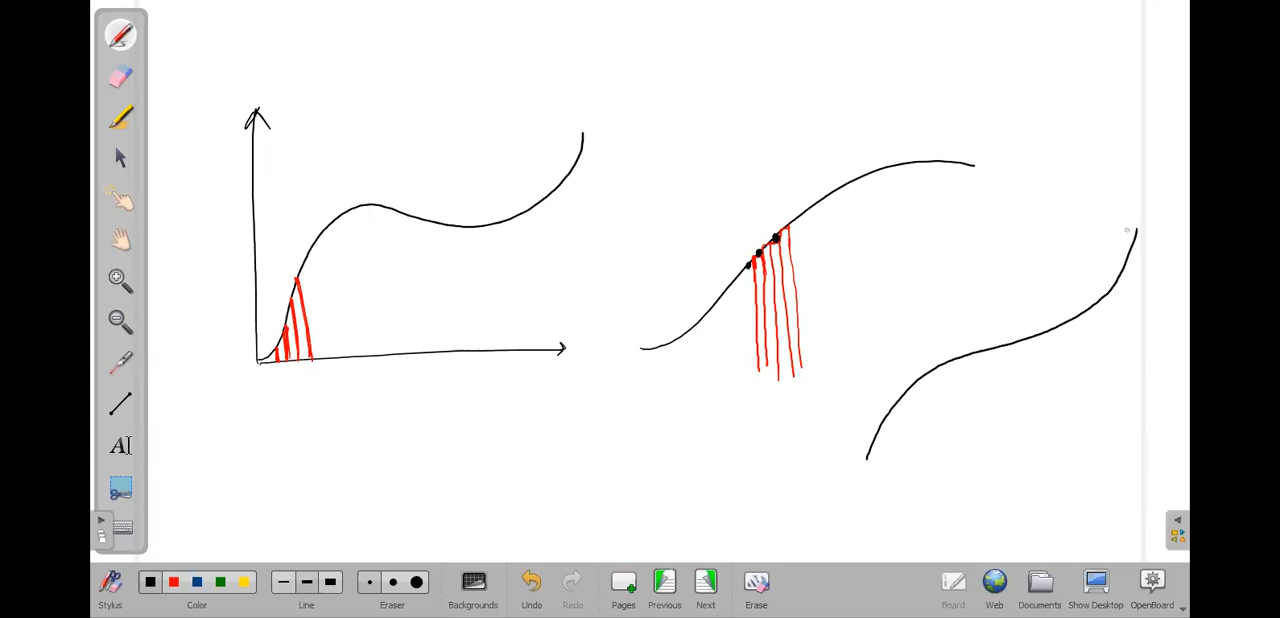 A
Stylus
Color
Line
Eraser
Backgrounds
Undo
Redo
Pages
Previous
Next
Erase
Board
Web
Documents
Show Desktop
OpenBoard